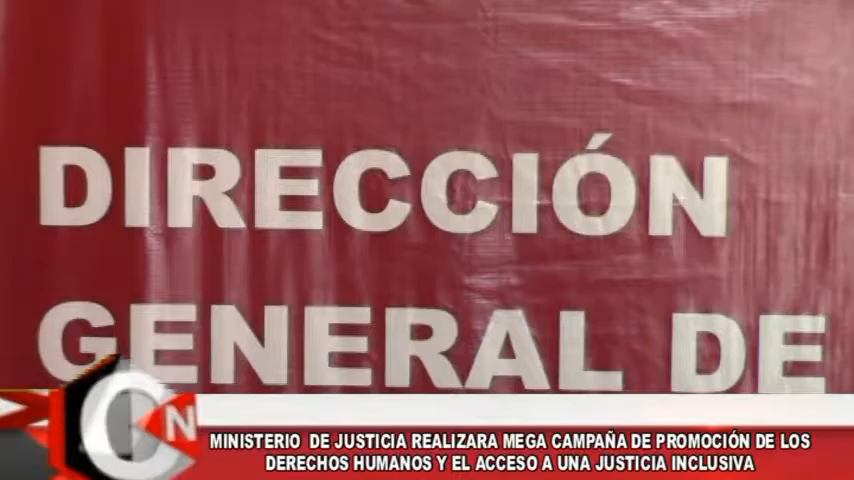 DIRECCIÓN
GENERAL DE
CN
MINISTERIO DE JUSTICIA REALIZARA MEGA CAMPAÑA DE PROMOCIÓN DE LOS
DERECHOS HUMANOS Y EL ACCESO A UNA JUSTICIA INCLUSIVA